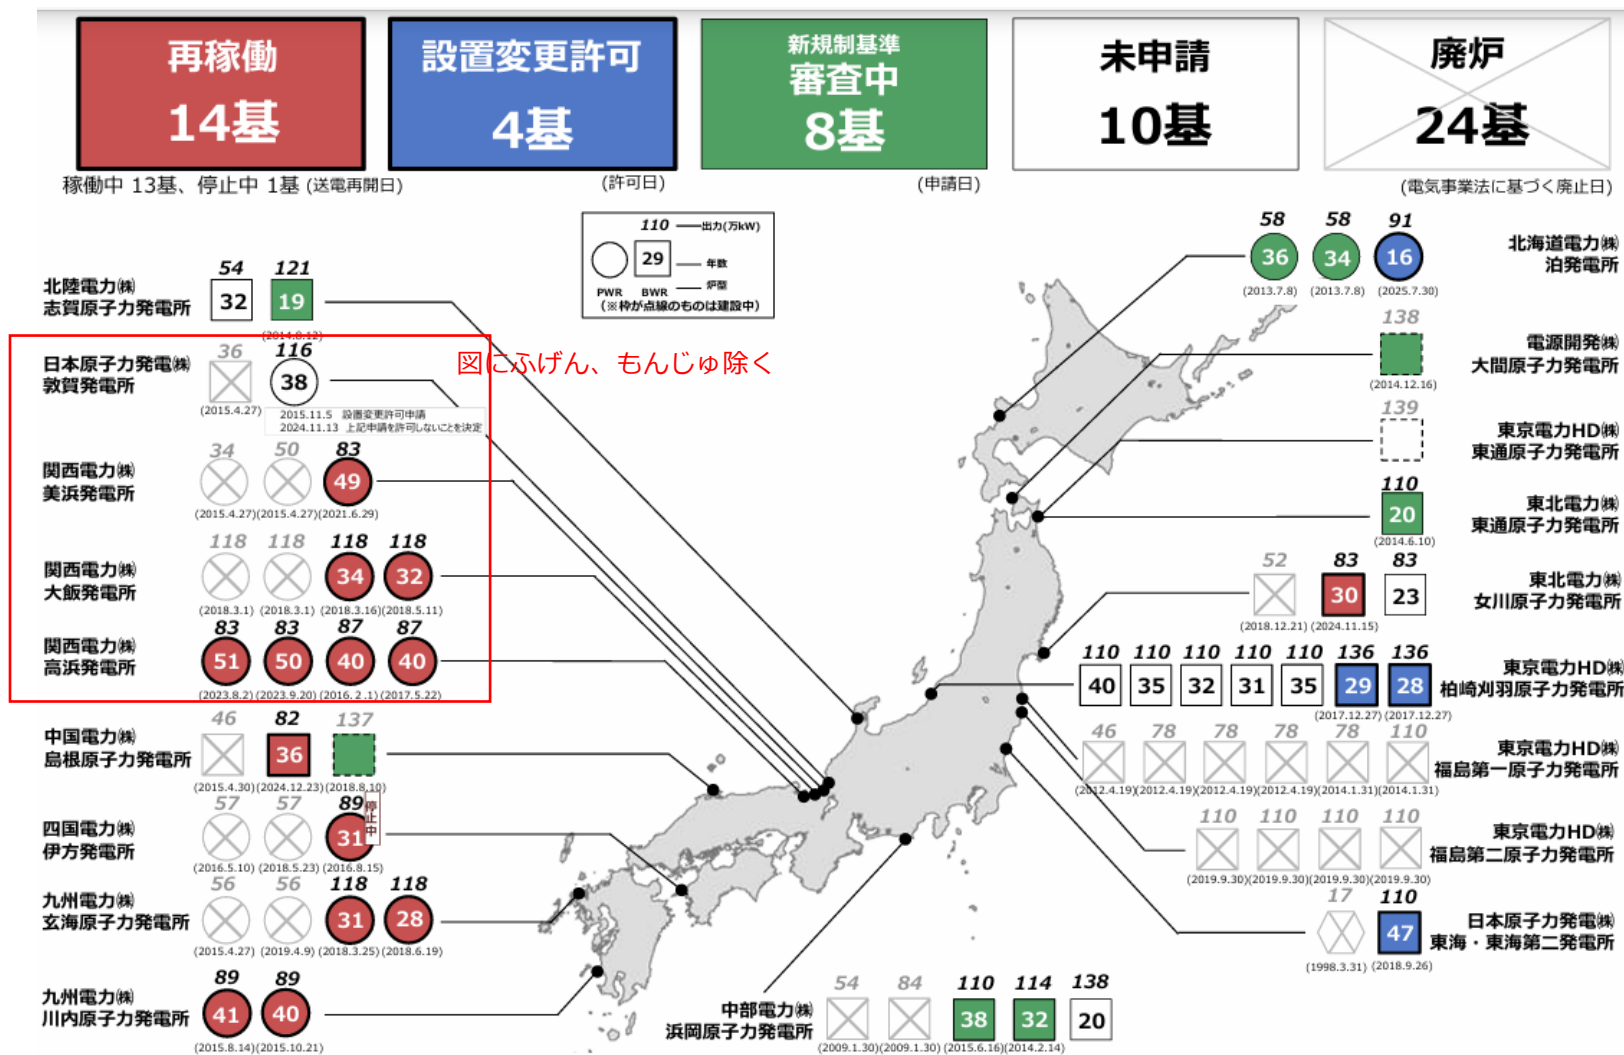 再稼働
14基
設置変更許可
4基
新規制基準
審査中
8基
未申請
10基
廃炉
24基
稼働中 13基、停止中 1基 (送電再開日)
(許可日)
(申請日)
(電気事業法に基づく廃止日)
110 出力(万kW)
29 年数
PWR BWR 炉型
(※枠が点線のものは建設中)
北陸電力㈱
志賀原子力発電所
54 121
32 19
(2014.8.12)
図にふげん、もんじゅ除く
日本原子力発電㈱
敦賀発電所
36 116
38
(2015.4.27)
2015.11.5 設置変更許可申請
2024.11.13 上記申請を許可しないことを決定
関西電力㈱
美浜発電所
34 50 83
49
(2015.4.27)(2015.4.27)(2021.6.29)
関西電力㈱
大飯発電所
118 118 118 118
34 32
(2018.3.1) (2018.3.1) (2018.3.16)(2018.5.11)
関西電力㈱
高浜発電所
83 83 87 87
51 50 40 40
(2023.8.2)(2023.9.20)(2016.2.1)(2017.5.22)
中国電力㈱
島根原子力発電所
46 82 137
36
(2015.4.30)(2024.12.23)(2018.8.10)
四国電力㈱
伊方発電所
57 57 89
31
停止中
(2016.5.10) (2018.5.23)(2016.8.15)
九州電力㈱
玄海原子力発電所
56 56 118 118
31 28
(2015.4.27) (2019.4.9) (2018.3.25)(2018.6.19)
九州電力㈱
川内原子力発電所
89 89
41 40
(2015.8.14)(2015.10.21)
北海道電力㈱
泊発電所
58 58 91
36 34 16
(2013.7.8) (2013.7.8) (2025.7.30)
電源開発㈱
大間原子力発電所
138
(2014.12.16)
東京電力HD㈱
東通原子力発電所
139
東北電力㈱
東通原子力発電所
110
20
(2014.6.10)
東北電力㈱
女川原子力発電所
52 83 83
30 23
(2018.12.21) (2024.11.15)
東京電力HD㈱
柏崎刈羽原子力発電所
110 110 110 110 110 136 136
40 35 32 31 35 29 28
(2017.12.27) (2017.12.27)
東京電力HD㈱
福島第一原子力発電所
46 78 78 78 78 110
(2012.4.19)(2012.4.19)(2012.4.19)(2012.4.19)(2014.1.31)(2014.1.31)
東京電力HD㈱
福島第二原子力発電所
110 110 110 110
(2019.9.30)(2019.9.30)(2019.9.30)(2019.9.30)
日本原子力発電㈱
東海・東海第二発電所
17 110
47
(1998.3.31) (2018.9.26)
中部電力㈱
浜岡原子力発電所
54 84 110 114 138
38 32 20
(2009.1.30)(2009.1.30)(2015.6.16)(2014.2.14)